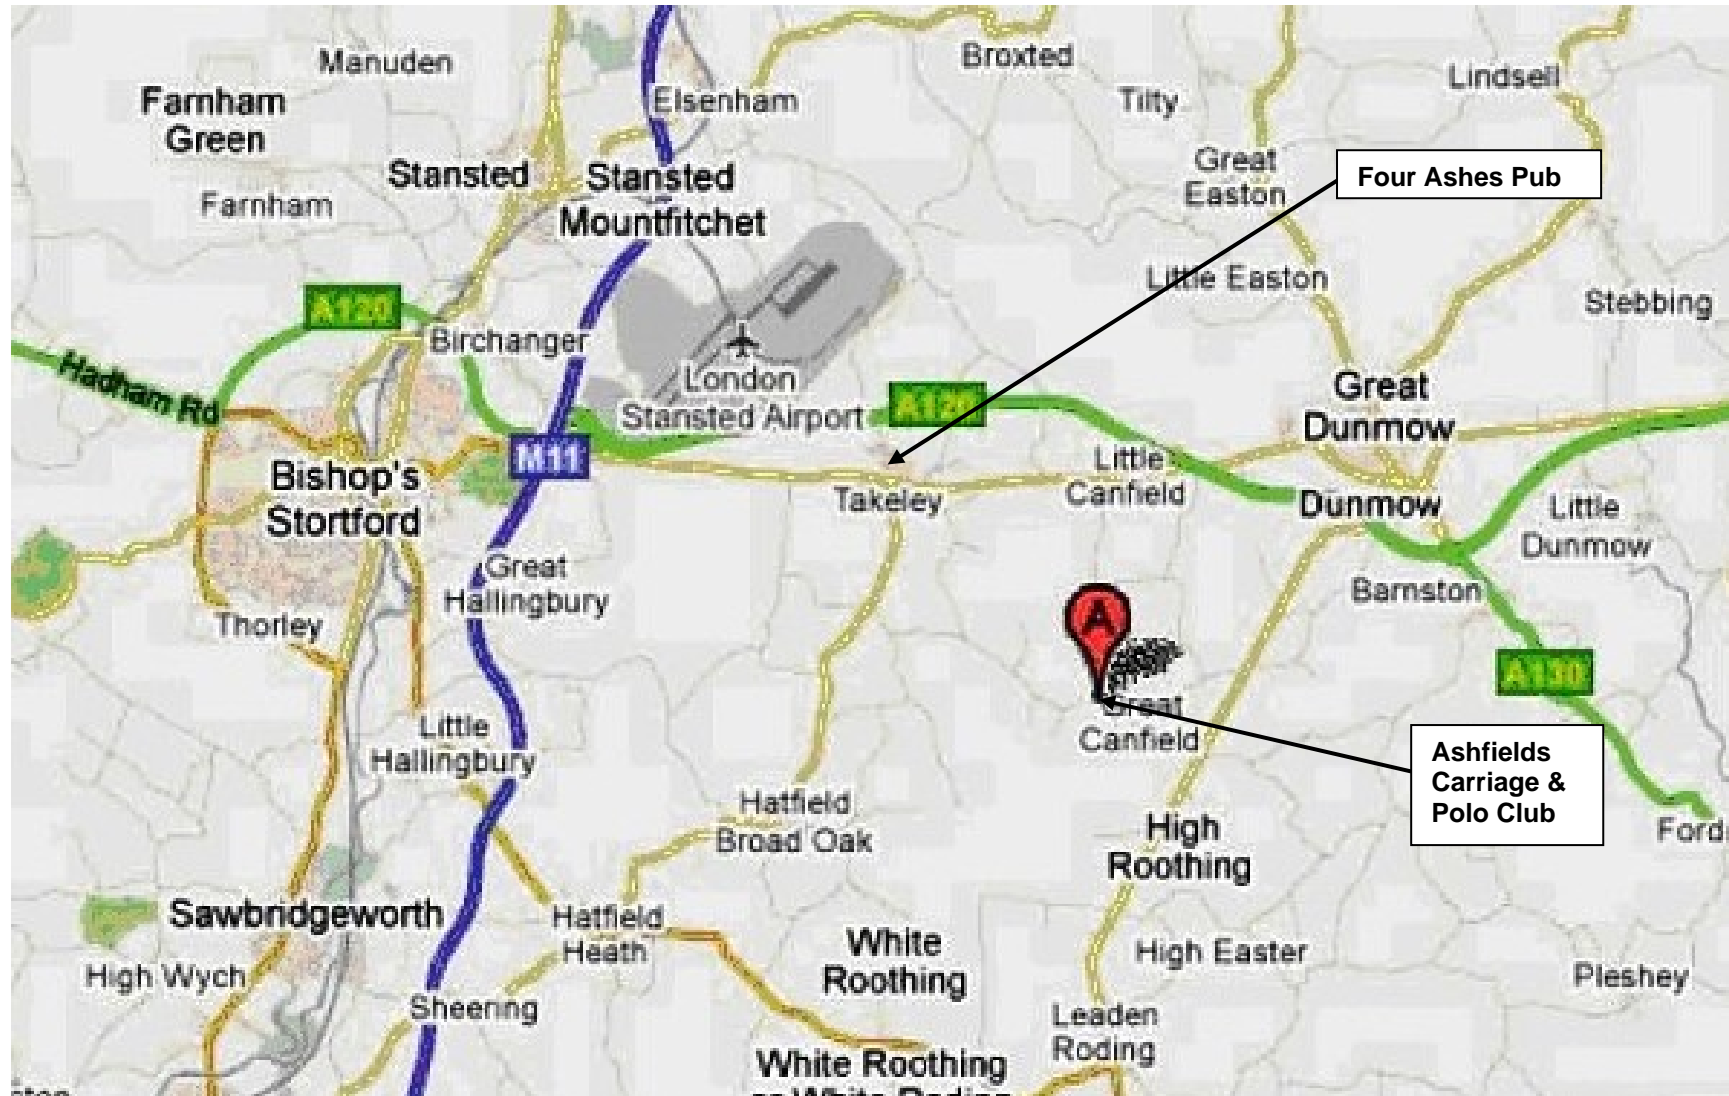 Manuden
Broxted
Lindsell
Farnham
Green
Elsenham
Tilty
Stansted
Stansted
Mountfitchet
Great
Easton
Four Ashes Pub
Farnham
Little Easton
Stebbing
A120
Birchanger
Hadham Rd
London
Stansted Airport
A120
Great
Dunmow
M11
Bishop's
Stortford
Takeley
Little
Canfield
Dunmow
Little
Dunmow
Great
Hallingbury
Barnston
Thorley
A
A130
Great
Canfield
Little
Hallingbury
Ashfields
Carriage &
Polo Club
Hatfield
Broad Oak
High
Roothing
Ford
Sawbridgeworth
Hatfield
Heath
White
Roothing
High Easter
High Wych
Pleshey
Sheering
Leaden
Roding
White Roothing